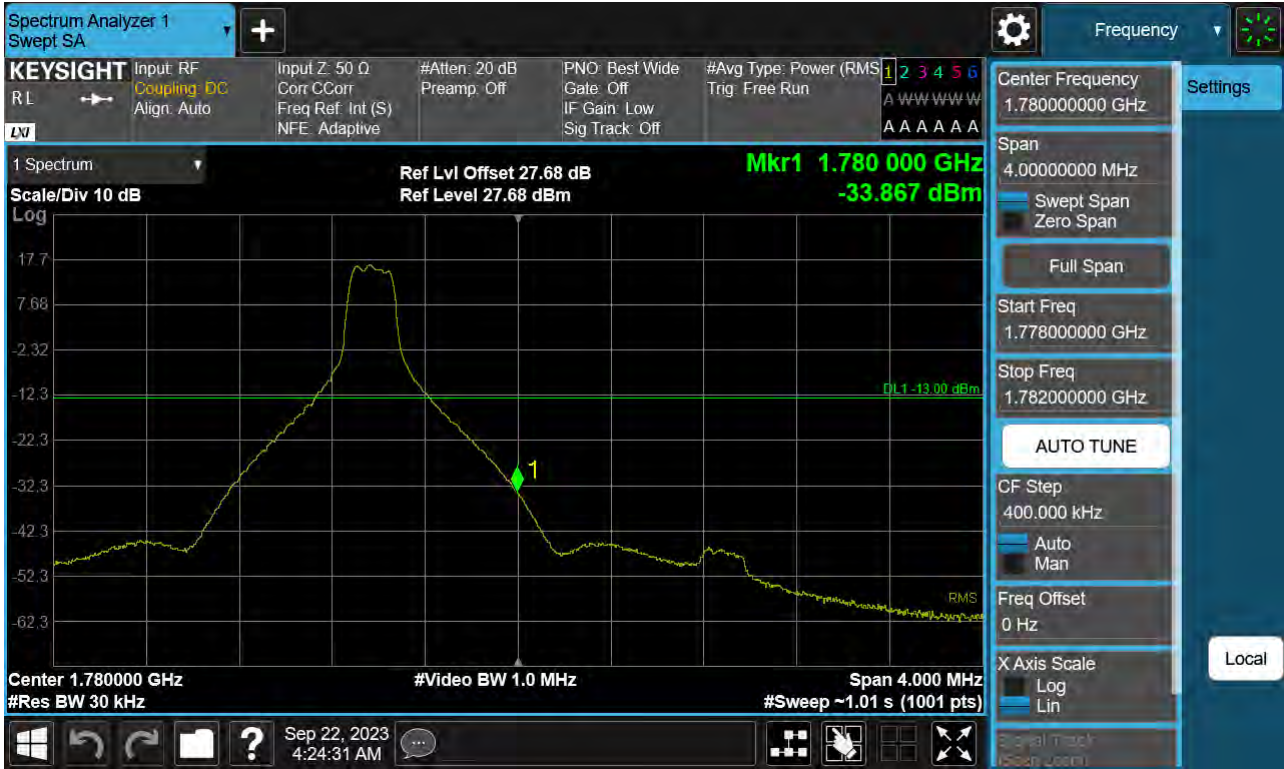 Spectrum Analyzer 1
Swept SA
+
Frequency
KEYSIGHT
RL
LXI
Input: RF
Coupling: DC
Align: Auto
Input Z: 50 Ω
Corr CCorr
Freq Ref: Int (S)
NFE: Adaptive
#Atten: 20 dB
Preamp: Off
PNO: Best Wide
Gate: Off
IF Gain: Low
Sig Track: Off
#Avg Type: Power (RMS
Trig: Free Run
1 2 3 4 5 6
A W W W W W
A A A A A A
Center Frequency
1.780000000 GHz
Settings
Span
4.00000000 MHz
Swept Span
Zero Span
Full Span
Start Freq
1.778000000 GHz
Stop Freq
1.782000000 GHz
AUTO TUNE
CF Step
400.000 kHz
Auto
Man
Freq Offset
0 Hz
X Axis Scale
Log
Lin
Signal Track
(Span Zoom)
Local
1 Spectrum
Scale/Div 10 dB
Log
Ref Lvl Offset 27.68 dB
Ref Level 27.68 dBm
Mkr1 1.780 000 GHz
-33.867 dBm
17.7
7.68
-2.32
-12.3
-22.3
-32.3
-42.3
-52.3
-62.3
DL1 -13.00 dBm
1
RMS
Center 1.780000 GHz
#Res BW 30 kHz
#Video BW 1.0 MHz
Span 4.000 MHz
#Sweep ~1.01 s (1001 pts)
?
Sep 22, 2023
4:24:31 AM